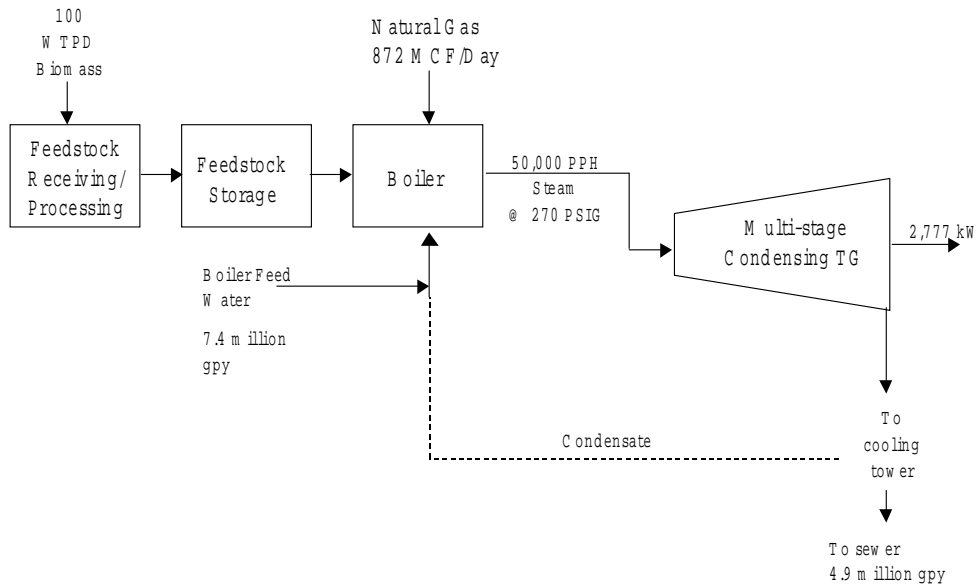 100
WTPD
Biomass
Natural Gas
872 MCF/Day
Feedstock
Receiving/
Processing
Feedstock
Storage
Boiler
50,000 PPH
Steam
@ 270 PSIG
Multi-stage
Condensing TG
2,777 kW
Boiler Feed
Water
7.4 million
gpy
Condensate
To
cooling
tower
To sewer
4.9 million gpy